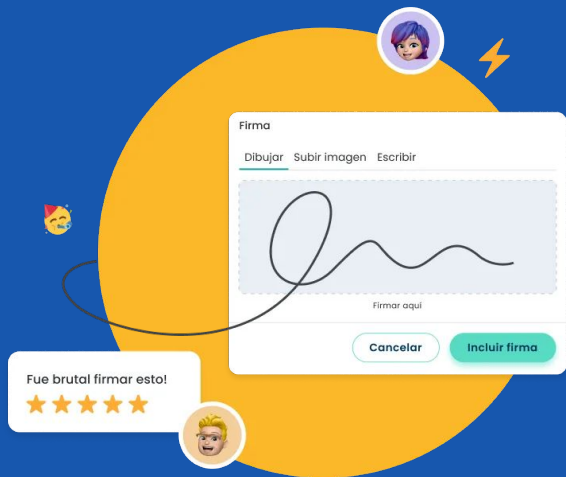 Firma
Dibujar Subir imagen Escribir
Firmar aquí
Cancelar Incluir firma
Fue brutal firmar esto!